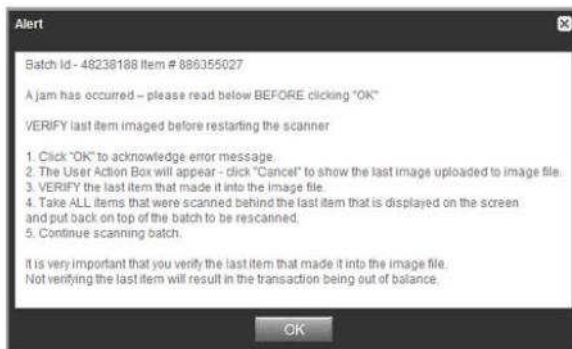 Alert
Batch Id - 48238188 Item # 886355027
A jam has occurred – please read below BEFORE clicking "OK"
VERIFY last item imaged before restarting the scanner
1. Click "OK" to acknowledge error message.
2. The User Action Box will appear - click "Cancel" to show the last image uploaded to image file.
3. VERIFY the last item that made it into the image file.
4. Take ALL items that were scanned behind the last item that is displayed on the screen
and put back on top of the batch to be rescanned.
5. Continue scanning batch.
It is very important that you verify the last item that made it into the image file.
Not verifying the last item will result in the transaction being out of balance.
OK